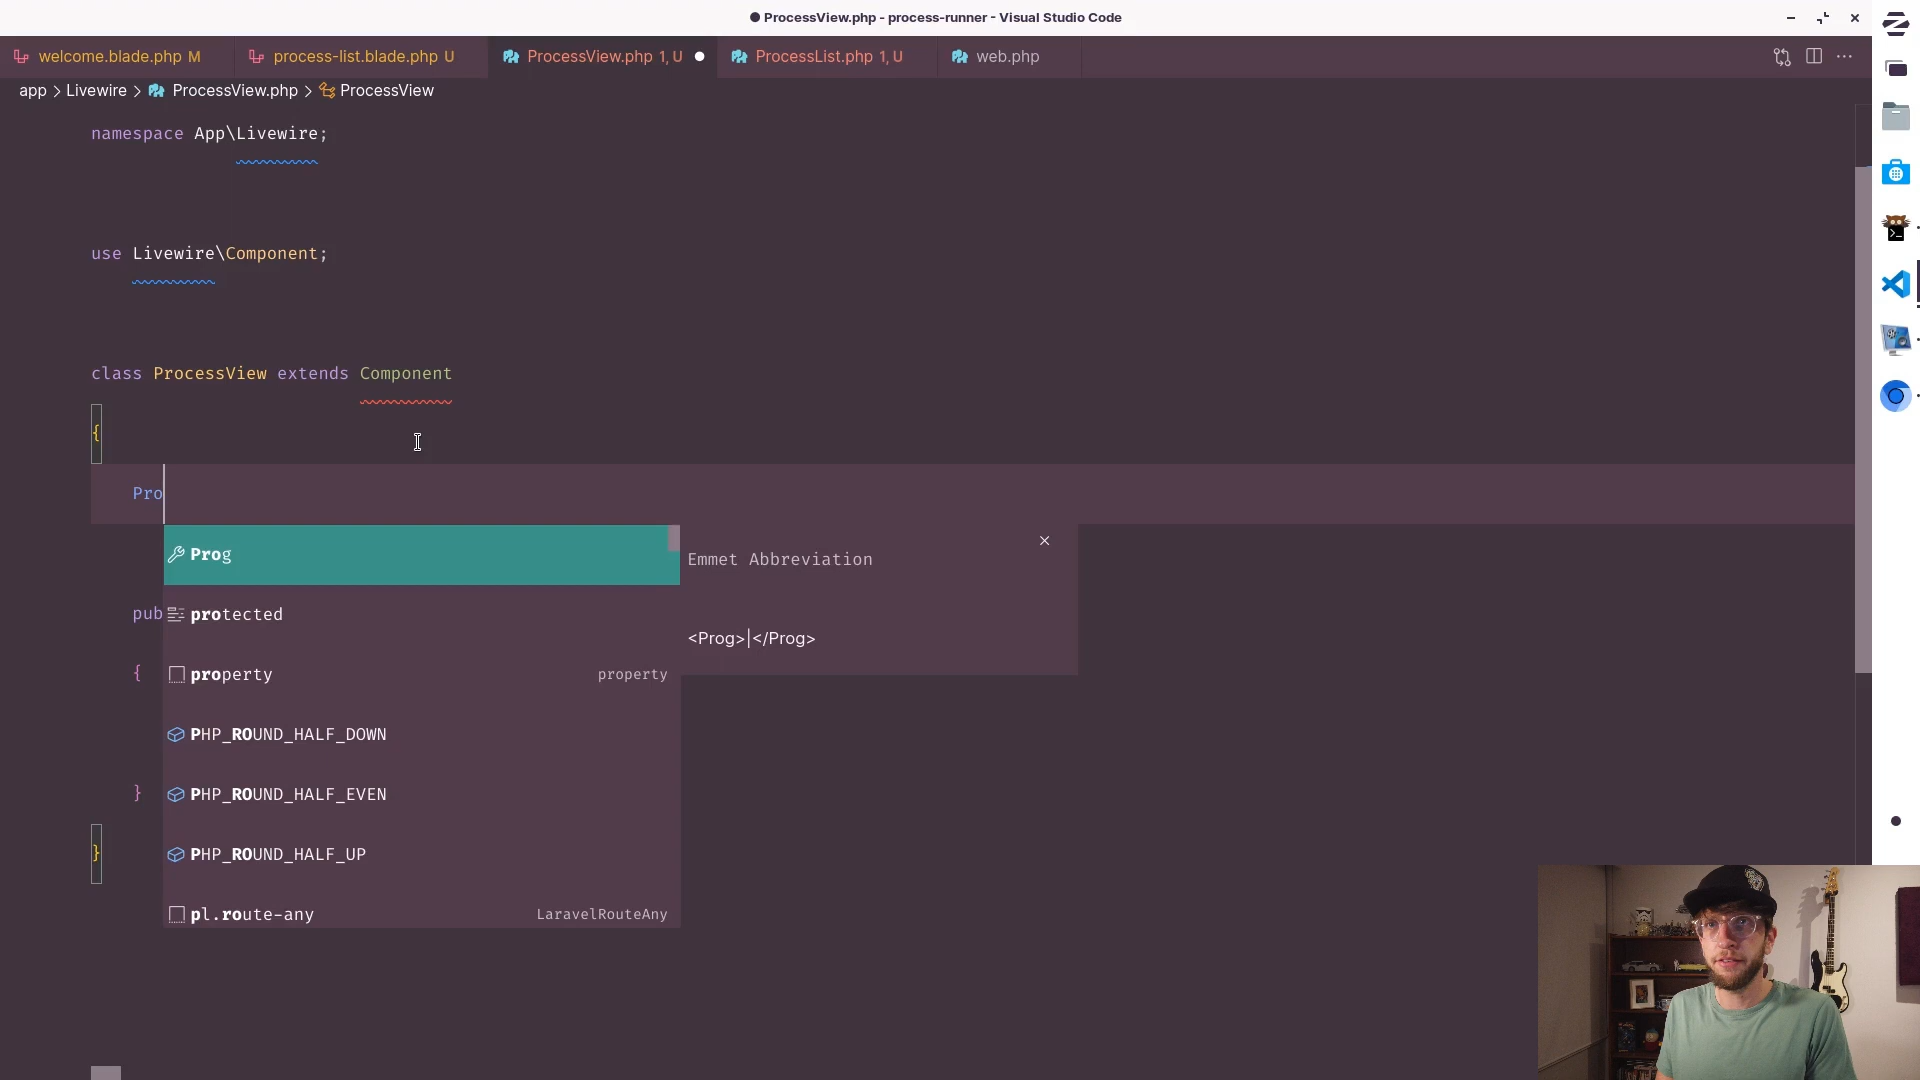 ● ProcessView.php - process-runner - Visual Studio Code
welcome.blade.php M
process-list.blade.php U
ProcessView.php 1, U
ProcessList.php 1, U
web.php
app > Livewire > ProcessView.php > ProcessView
namespace App\Livewire;
use Livewire\Component;
class ProcessView extends Component
{
Pro
Prog
Emmet Abbreviation
<Prog>|</Prog>
pub
protected
{
property property
PHP_ROUND_HALF_DOWN
}
PHP_ROUND_HALF_EVEN
}
PHP_ROUND_HALF_UP
pl.route-any LaravelRouteAny